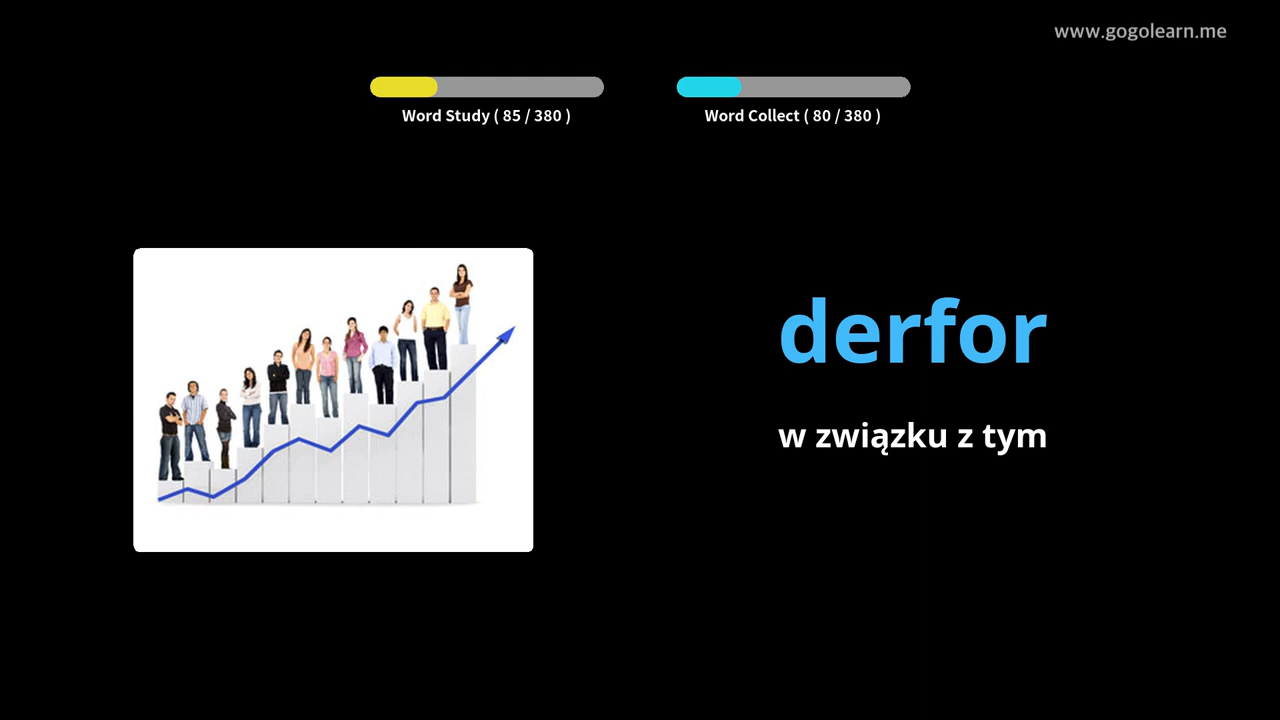 www.gogolearn.me
Word Study ( 85 / 380 )
Word Collect ( 80 / 380 )
derfor
w związku z tym